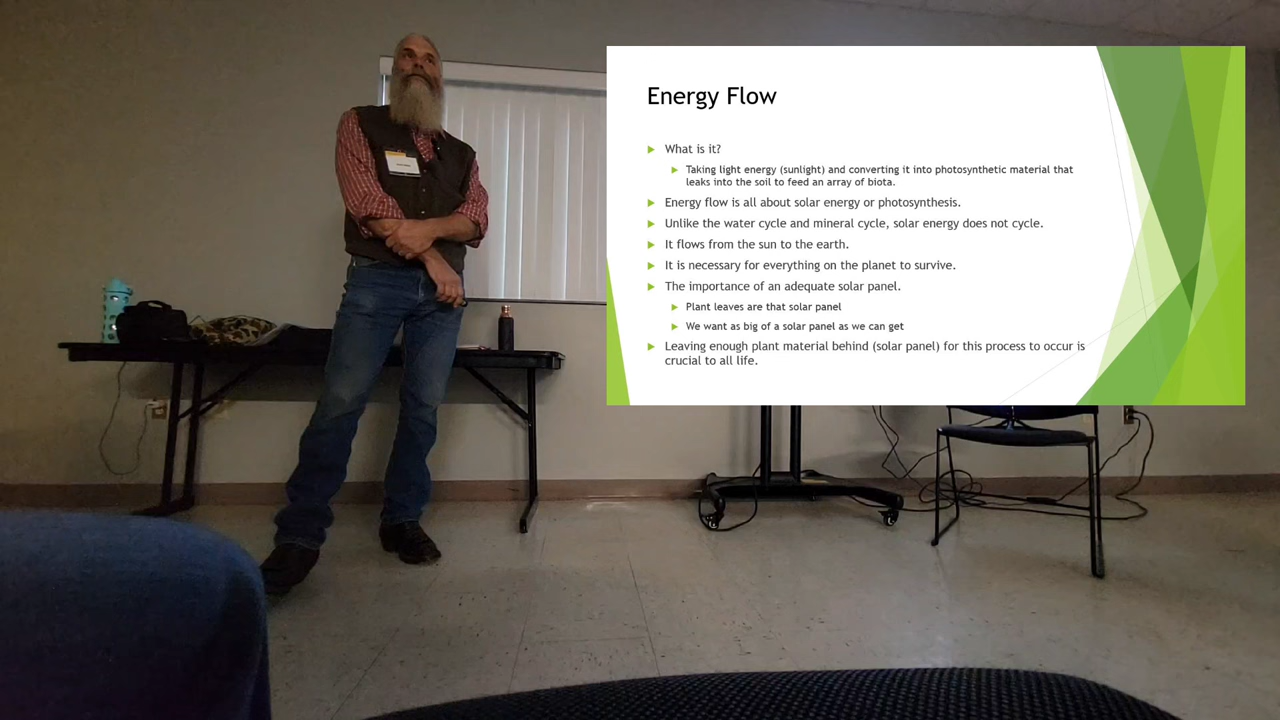 Energy Flow
What is it?
Taking light energy (sunlight) and converting it into photosynthetic material that
leaks into the soil to feed an array of biota.
Energy flow is all about solar energy or photosynthesis.
Unlike the water cycle and mineral cycle, solar energy does not cycle.
It flows from the sun to the earth.
It is necessary for everything on the planet to survive.
The importance of an adequate solar panel.
Plant leaves are that solar panel
We want as big of a solar panel as we can get
Leaving enough plant material behind (solar panel) for this process to occur is
crucial to all life.